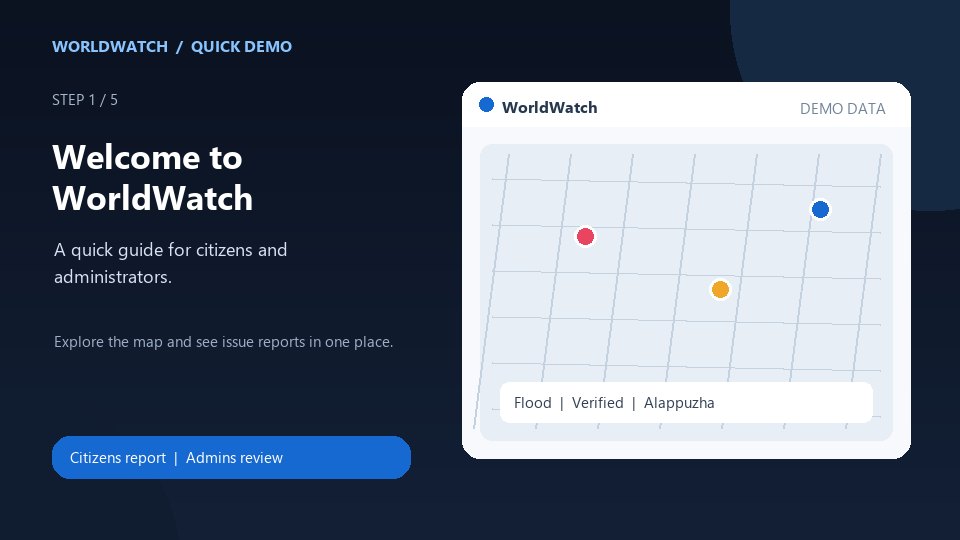 WORLDWATCH / QUICK DEMO
STEP 1 / 5
Welcome to
WorldWatch
A quick guide for citizens and
administrators.
Explore the map and see issue reports in one place.
Citizens report | Admins review
WorldWatch
DEMO DATA
Flood | Verified | Alappuzha